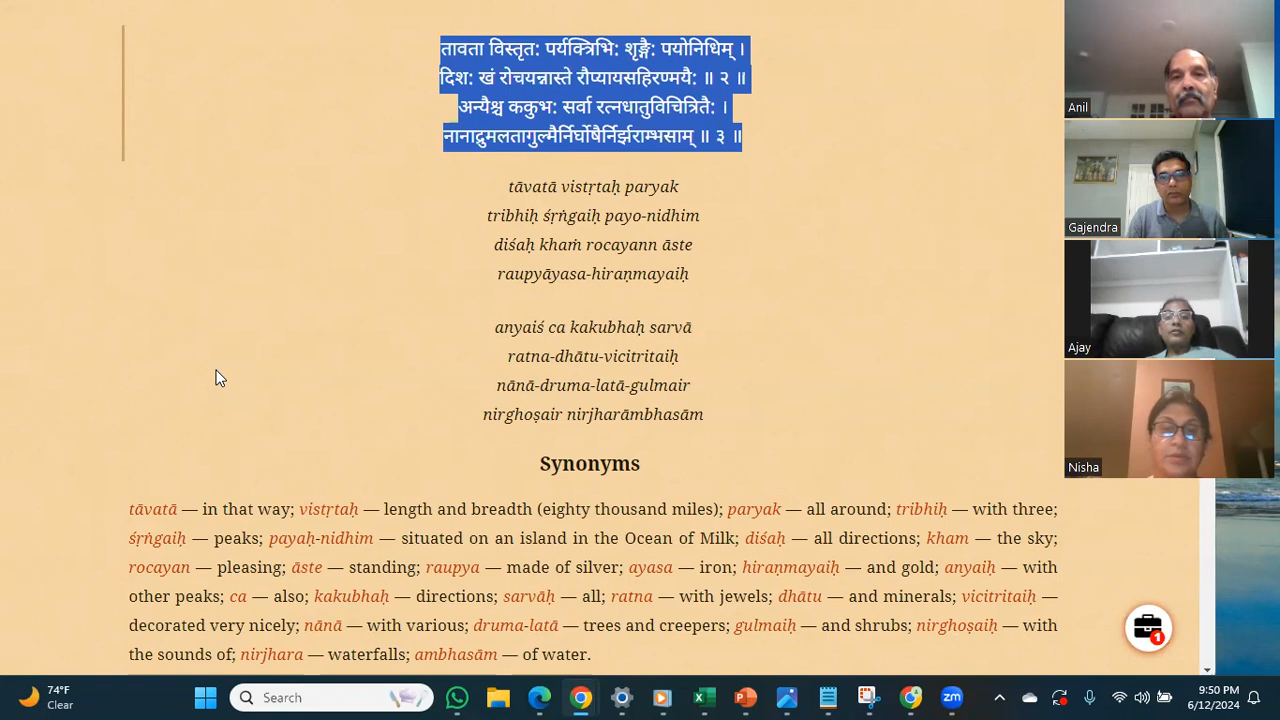 तावता विस्तृत: पर्यक्त्रिभि: शृङ्गै: पयोनिधिम् ।
दिश: खं रोचयन्नास्ते रौप्यायसहिरण्मयै: ॥ २ ॥
अन्यैश्च ककुभ: सर्वा रत्नधातुविचित्रितै: ।
नानाद्रुमलतागुल्मैर्निर्घोषैर्निर्झराम्भसाम् ॥ ३ ॥
tāvatā vistṛtaḥ paryak
tribhiḥ śṛṅgaiḥ payo-nidhim
diśaḥ khaṁ rocayann āste
raupyāyasa-hiraṇmayaiḥ
anyaiś ca kakubhaḥ sarvā
ratna-dhātu-vicitritaiḥ
nānā-druma-latā-gulmair
nirghoṣair nirjharāmbhasām
Synonyms
tāvatā — in that way; vistṛtaḥ — length and breadth (eighty thousand miles); paryak — all around; tribhiḥ — with three;
śṛṅgaiḥ — peaks; payaḥ-nidhim — situated on an island in the Ocean of Milk; diśaḥ — all directions; kham — the sky;
rocayan — pleasing; āste — standing; raupya — made of silver; ayasa — iron; hiraṇmayaiḥ — and gold; anyaiḥ — with
other peaks; ca — also; kakubhaḥ — directions; sarvāḥ — all; ratna — with jewels; dhātu — and minerals; vicitritaiḥ —
decorated very nicely; nānā — with various; druma-latā — trees and creepers; gulmaiḥ — and shrubs; nirghoṣaiḥ — with
the sounds of; nirjhara — waterfalls; ambhasām — of water.
Anil
Gajendra
Ajay
Nisha
1
74°F
Clear
Search
zm
9:50 PM
6/12/2024